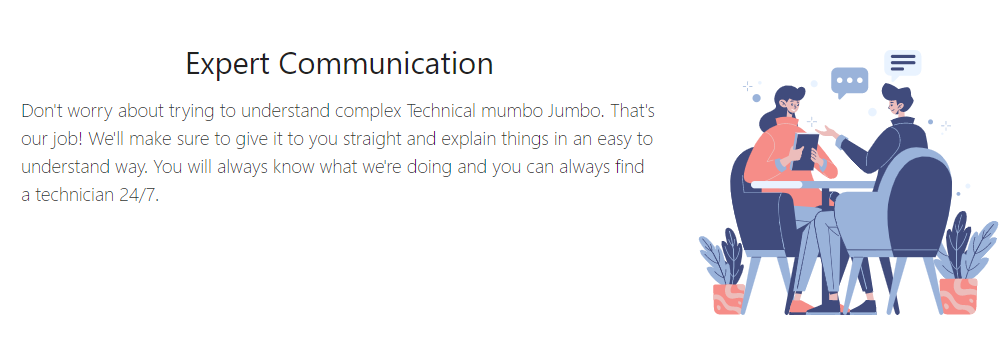 Expert Communication
Don't worry about trying to understand complex Technical mumbo Jumbo. That's
our job! We'll make sure to give it to you straight and explain things in an easy to
understand way. You will always know what we're doing and you can always find
a technician 24/7.